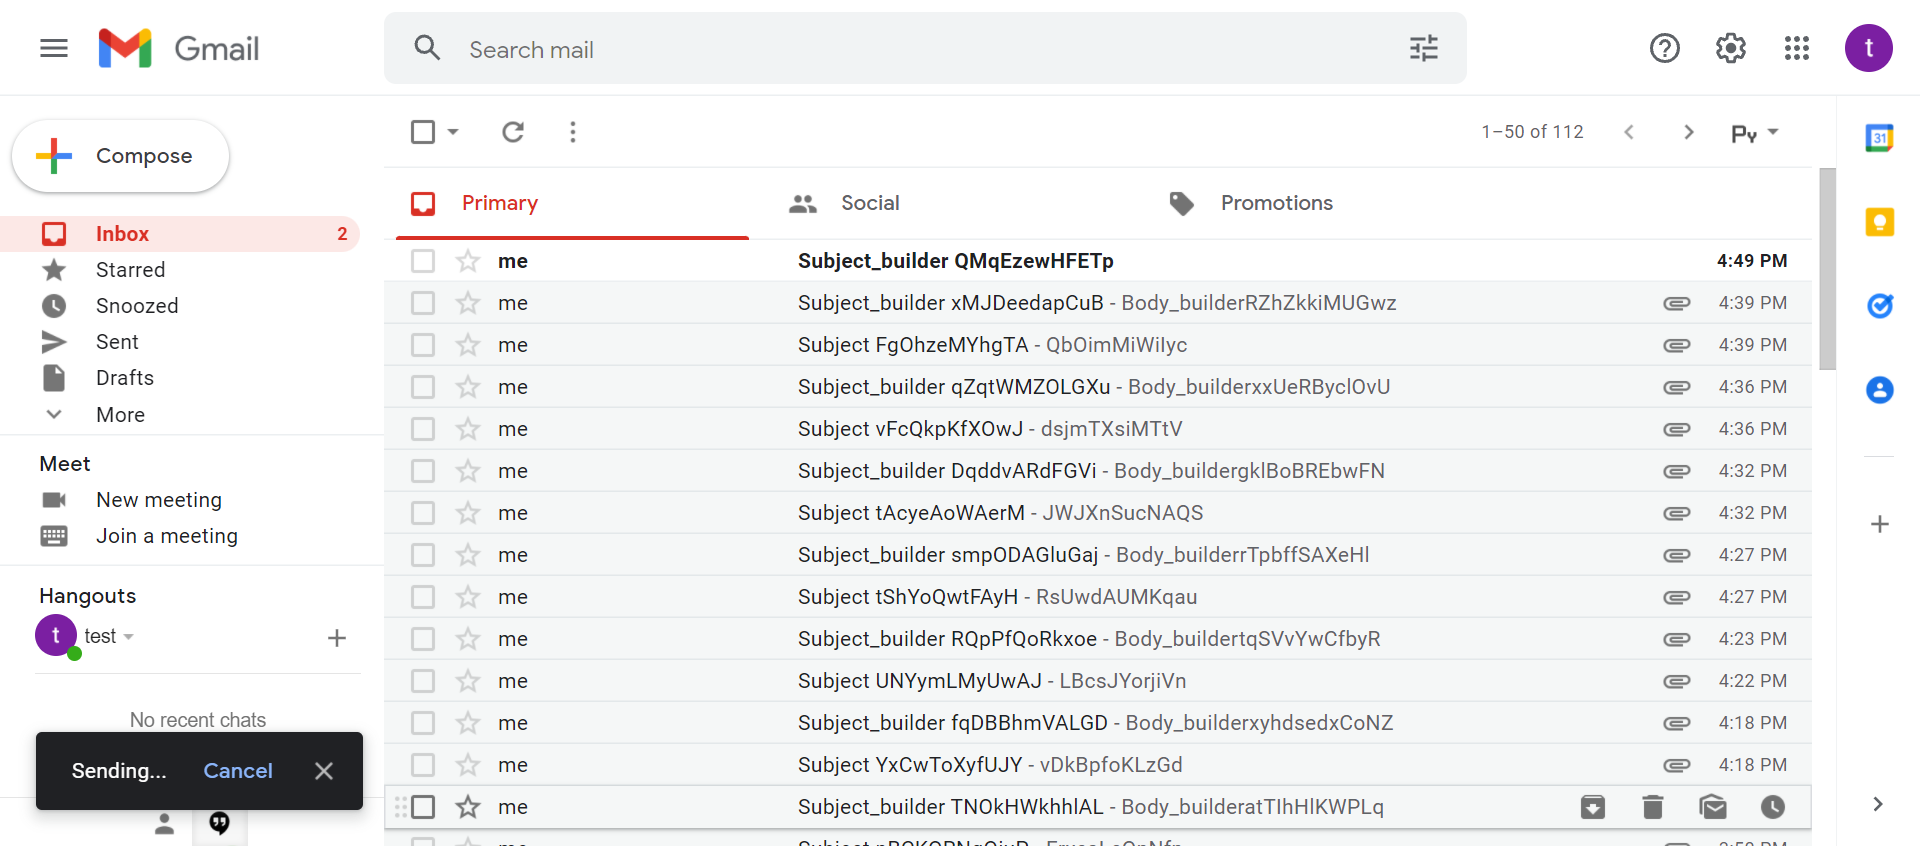 Gmail
Search mail
t
Compose
1–50 of 112
Py
31
Primary
Social
Promotions
Inbox 2
Starred
Snoozed
Sent
Drafts
More
Meet
New meeting
Join a meeting
Hangouts
t test
No recent chats
Sending... Cancel
me Subject_builder QMqEzewHFETp 4:49 PM
me Subject_builder xMJDeedapCuB - Body_builderRZhZkkiMUGwz 4:39 PM
me Subject FgOhzeMYhgTA - QbOimMiWiIyc 4:39 PM
me Subject_builder qZqtWMZOLGXu - Body_builderxxUeRByclOvU 4:36 PM
me Subject vFcQkpKfXOwJ - dsjmTXsiMTtV 4:36 PM
me Subject_builder DqddvARdFGVi - Body_buildergklBoBREbwFN 4:32 PM
me Subject tAcyeAoWAerM - JWJXnSucNAQS 4:32 PM
me Subject_builder smpODAGluGaj - Body_builderrTpbffSAXeHl 4:27 PM
me Subject tShYoQwtFAyH - RsUwdAUMKqau 4:27 PM
me Subject_builder RQpPfQoRkxoe - Body_buildertqSVvYwCfbyR 4:23 PM
me Subject UNYymLMyUwAJ - LBcsJYorjiVn 4:22 PM
me Subject_builder fqDBBhmVALGD - Body_builderxyhdsedxCoNZ 4:18 PM
me Subject YxCwToXyfUJY - vDkBpfoKLzGd 4:18 PM
me Subject_builder TNOkHWkhhlAL - Body_builderatTIhHlKWPLq